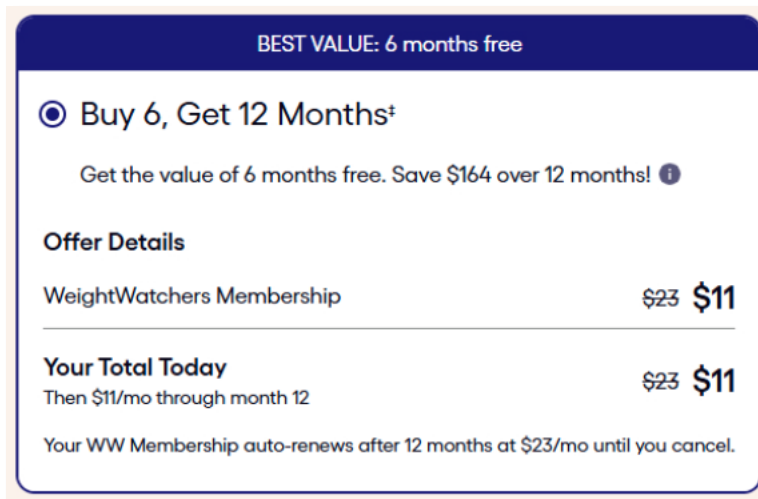 BEST VALUE: 6 months free
Buy 6, Get 12 Months‡
Get the value of 6 months free. Save $164 over 12 months! i
Offer Details
WeightWatchers Membership $23 $11
Your Total Today $23 $11
Then $11/mo through month 12
Your WW Membership auto-renews after 12 months at $23/mo until you cancel.